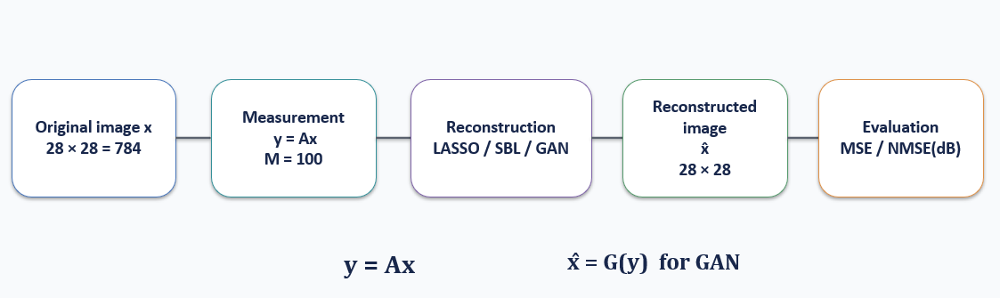 Original image x
28 × 28 = 784
Measurement
y = Ax
M = 100
Reconstruction
LASSO / SBL / GAN
Reconstructed
image
x̂
28 × 28
Evaluation
MSE / NMSE(dB)
y = Ax
x̂ = G(y) for GAN